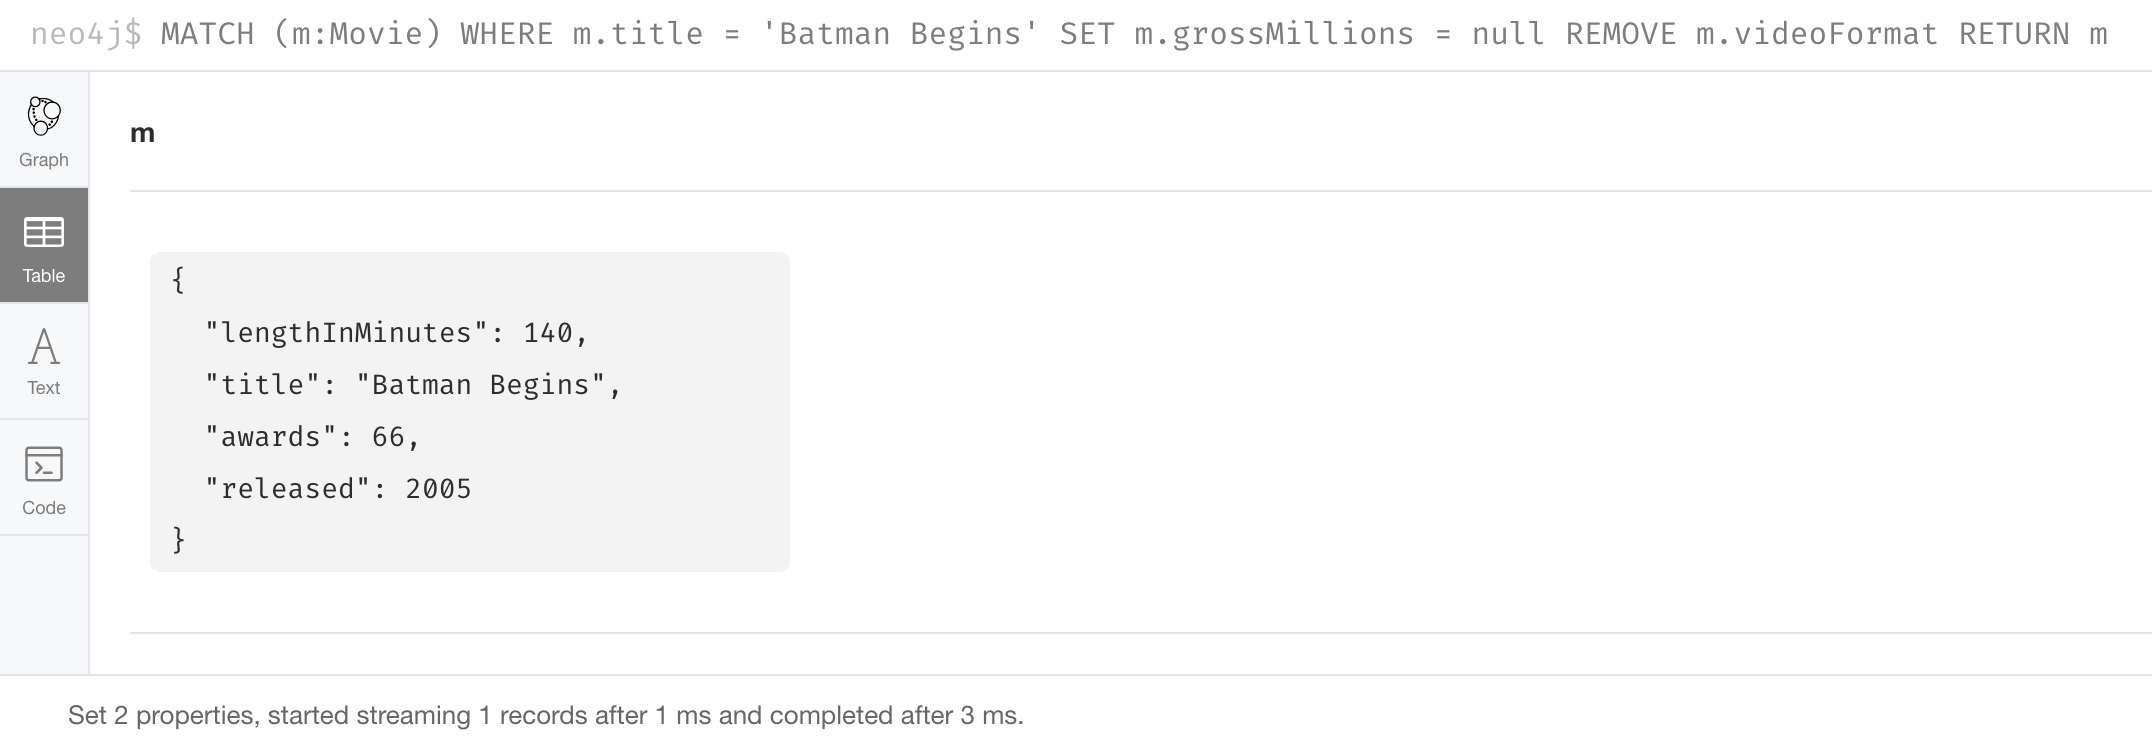 neo4j$ MATCH (m:Movie) WHERE m.title = 'Batman Begins' SET m.grossMillions = null REMOVE m.videoFormat RETURN m
Graph
Table
Text
Code
m
{
  "lengthInMinutes": 140,
  "title": "Batman Begins",
  "awards": 66,
  "released": 2005
}
Set 2 properties, started streaming 1 records after 1 ms and completed after 3 ms.